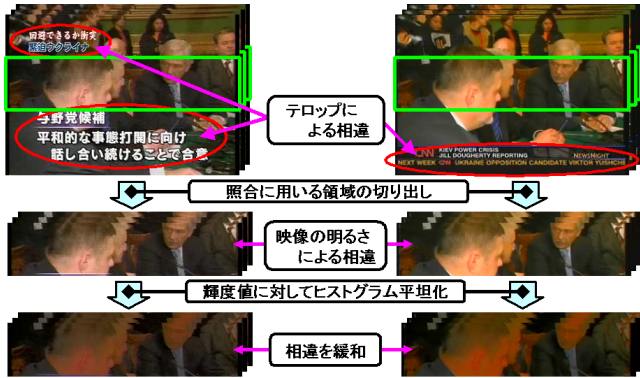 回避できるか衝突
緊迫ウクライナ
与野党候補
平和的な事態打開に向け
話し合い続けることで合意
テロップに
よる相違
CNN
KIEV POWER CRISIS
JILL DOUGHERTY REPORTING
NEWSNIGHT
NEXT WEEK CNN UKRAINE OPPOSITION CANDIDATE VIKTOR YUSHCHE
照合に用いる領域の切り出し
映像の明るさ
による相違
輝度値に対してヒストグラム平坦化
相違を緩和